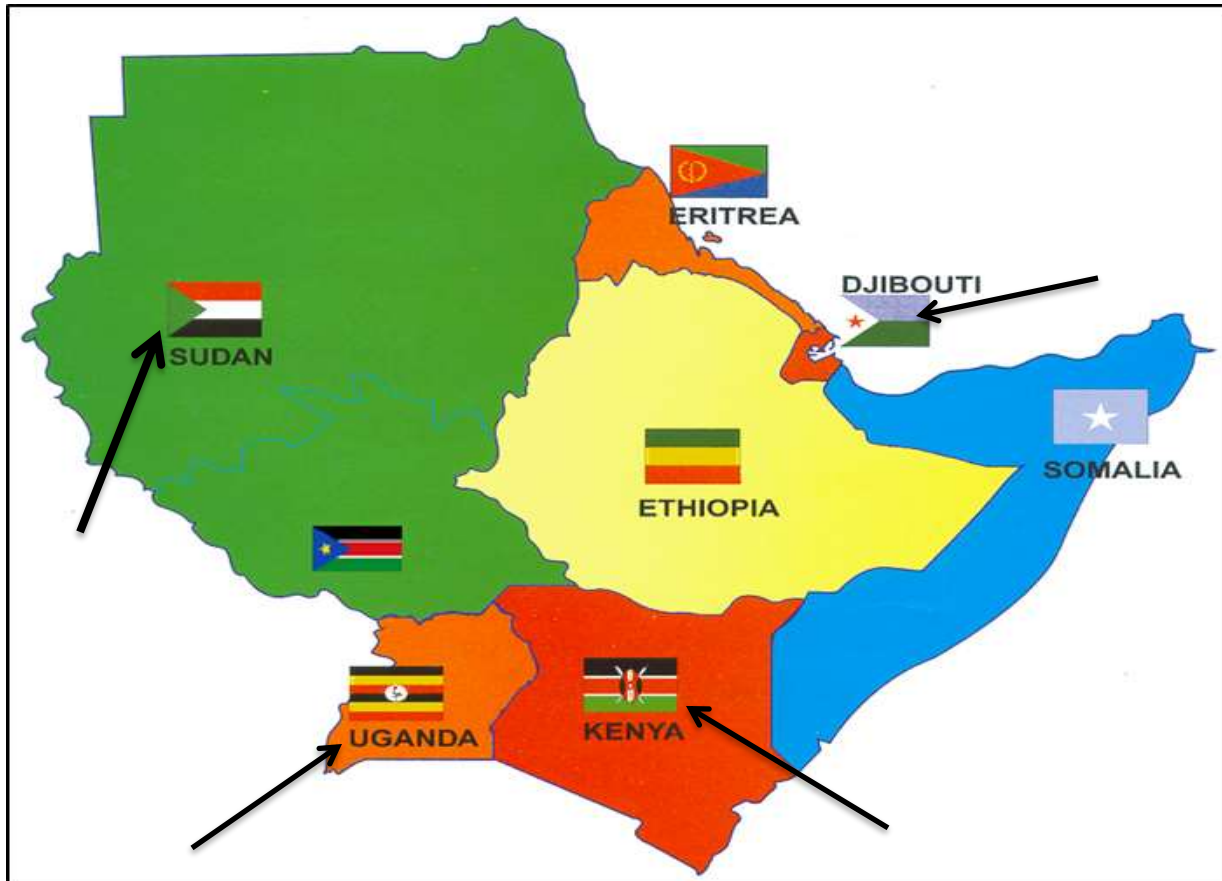 ERITREA
DJIBOUTI
SUDAN
SOMALIA
ETHIOPIA
UGANDA
KENYA